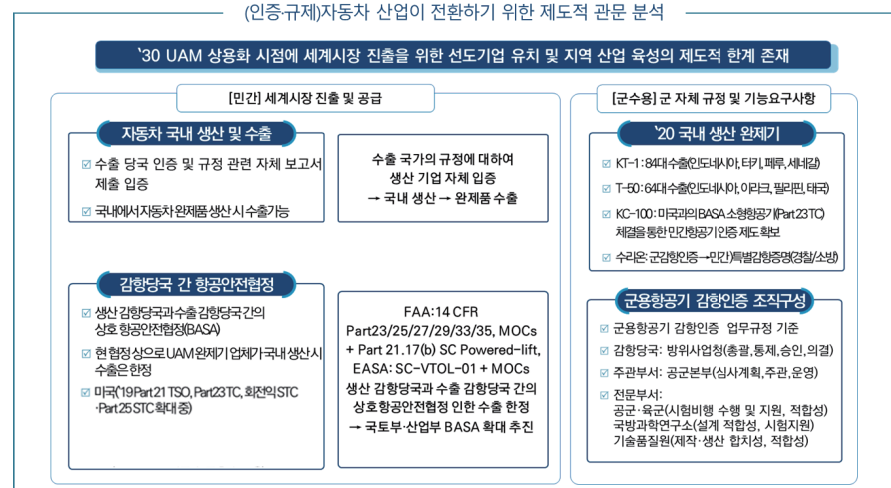 (인증·규제)자동차 산업이 전환하기 위한 제도적 관문 분석
‵30 UAM 상용화 시점에 세계시장 진출을 위한 선도기업 유치 및 지역 산업 육성의 제도적 한계 존재
[민간] 세계시장 진출 및 공급
자동차 국내 생산 및 수출
수출 당국 인증 및 규정 관련 자체 보고서
제출 입증
국내에서 자동차 완제품 생산 시 수출가능
수출 국가의 규정에 대하여
생산 기업 자체 입증
→ 국내 생산 → 완제품 수출
감항당국 간 항공안전협정
생산 감항당국과 수출 감항당국 간의
상호 항공안전협정(BASA)
현 협정 상으로 UAM 완제기 업체가 국내 생산 시
수출은 한정
미국('19 Part 21 TSO, Part23 TC, 회전익 STC
·Part 25 STC 확대 중)
FAA:14 CFR
Part23/25/27/29/33/35, MOCs
+ Part 21.17(b) SC Powered-lift,
EASA: SC-VTOL-01 + MOCs
생산 감항당국과 수출 감항당국 간의
상호항공안전협정 인한 수출 한정
→ 국토부·산업부 BASA 확대 추진
[군수용] 군 자체 규정 및 기능요구사항
‵20 국내 생산 완제기
KT-1 : 84대 수출(인도네시아, 터키, 페루, 세네갈)
T-50 : 64대 수출(인도네시아, 이라크, 필리핀, 태국)
KC-100 : 미국과의 BASA 소형항공기(Part 23 TC)
체결을 통한 민간항공기 인증 제도 확보
수리온: 군감항인증→민간)특별감항증명(경찰/소방)
군용항공기 감항인증 조직구성
군용항공기 감항인증 업무규정 기준
감항당국: 방위사업청(총괄,통제,승인,의결)
주관부서: 공군본부(심사계획,주관,운영)
전문부서:
공군·육군(시험비행 수행 및 지원, 적합성)
국방과학연구소(설계 적합성, 시험지원)
기술품질원(제작·생산 합치성, 적합성)